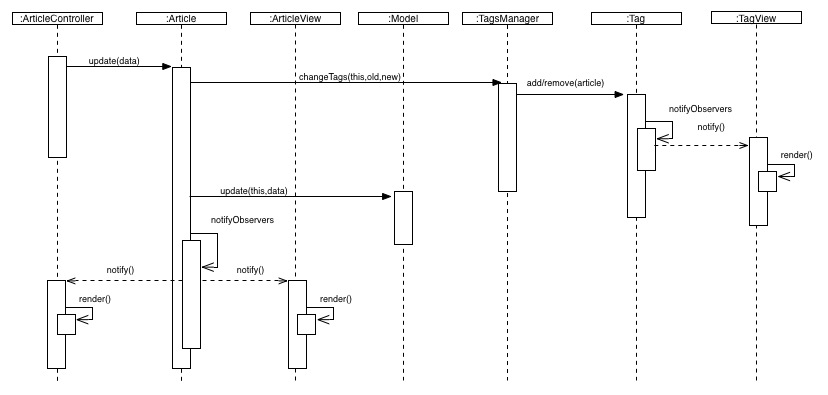 :ArticleController
:Article
:ArticleView
:Model
:TagsManager
:Tag
:TagView
update(data)
changeTags(this,old,new)
add/remove(article)
notifyObservers
notify()
render()
update(this,data)
notifyObservers
notify()
notify()
render()
render()